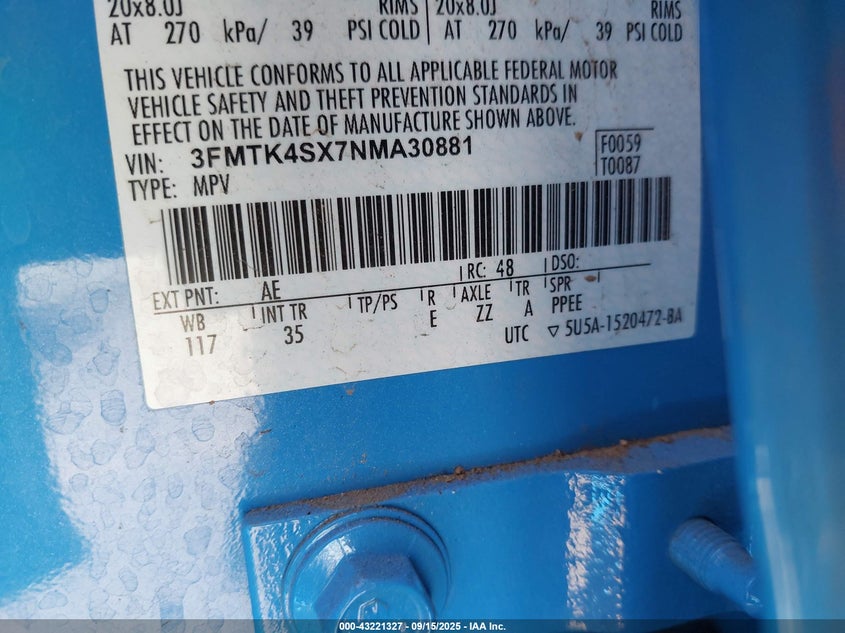 20x8.0J RIMS 20x8.0J RIMS
AT 270 kPa/ 39 PSI COLD AT 270 kPa/ 39 PSI COLD
THIS VEHICLE CONFORMS TO ALL APPLICABLE FEDERAL MOTOR
VEHICLE SAFETY AND THEFT PREVENTION STANDARDS IN
EFFECT ON THE DATE OF MANUFACTURE SHOWN ABOVE.
VIN: 3FMTK4SX7NMA30881 F0059
TYPE: MPV T0087
EXT PNT: AE RC: 48 DSO:
WB INT TR TP/PS R AXLE TR SPR
117 35 E ZZ A PPEE
UTC ▽ 5U5A-1520472-BA
000-43221327 - 09/15/2025 - IAA Inc.